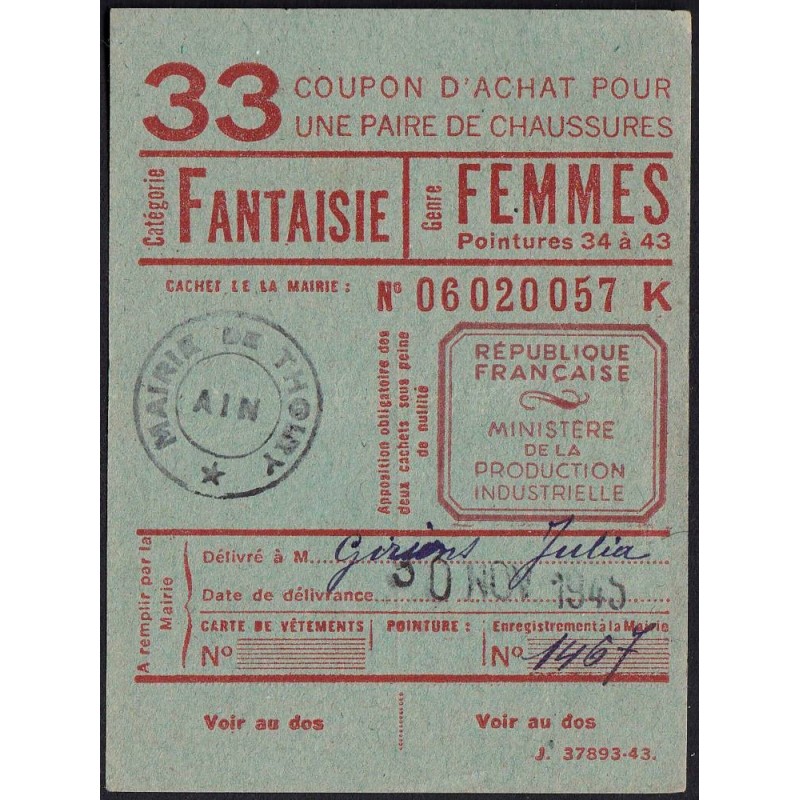 33 COUPON D'ACHAT POUR
UNE PAIRE DE CHAUSSURES
Catégorie
FANTAISIE
Genre
FEMMES
Pointures 34 à 43
CACHET DE LA MAIRIE :
Nº 06020057 K
MAIRIE DE THOIRY
AIN
Apposition obligatoire des
deux cachets sous peine
de nullité
RÉPUBLIQUE
FRANÇAISE
MINISTÈRE
DE LA
PRODUCTION
INDUSTRIELLE
A remplir par la
Mairie
Délivré à M. Julia
Date de délivrance 30 NOV 1945
CARTE DE VÊTEMENTS
Nº
POINTURE :
Enregistrement à la Mairie
Nº 1467
Voir au dos
Voir au dos
J. 37893-43.